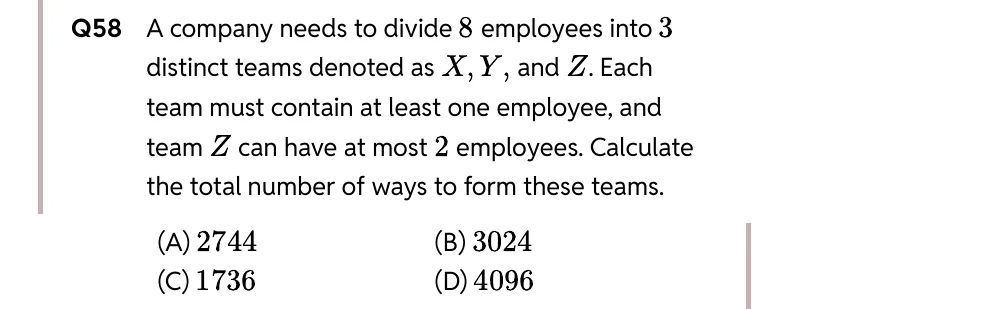 Q58 A company needs to divide 8 employees into 3
distinct teams denoted as X, Y, and Z. Each
team must contain at least one employee, and
team Z can have at most 2 employees. Calculate
the total number of ways to form these teams.
(A) 2744 (B) 3024
(C) 1736 (D) 4096